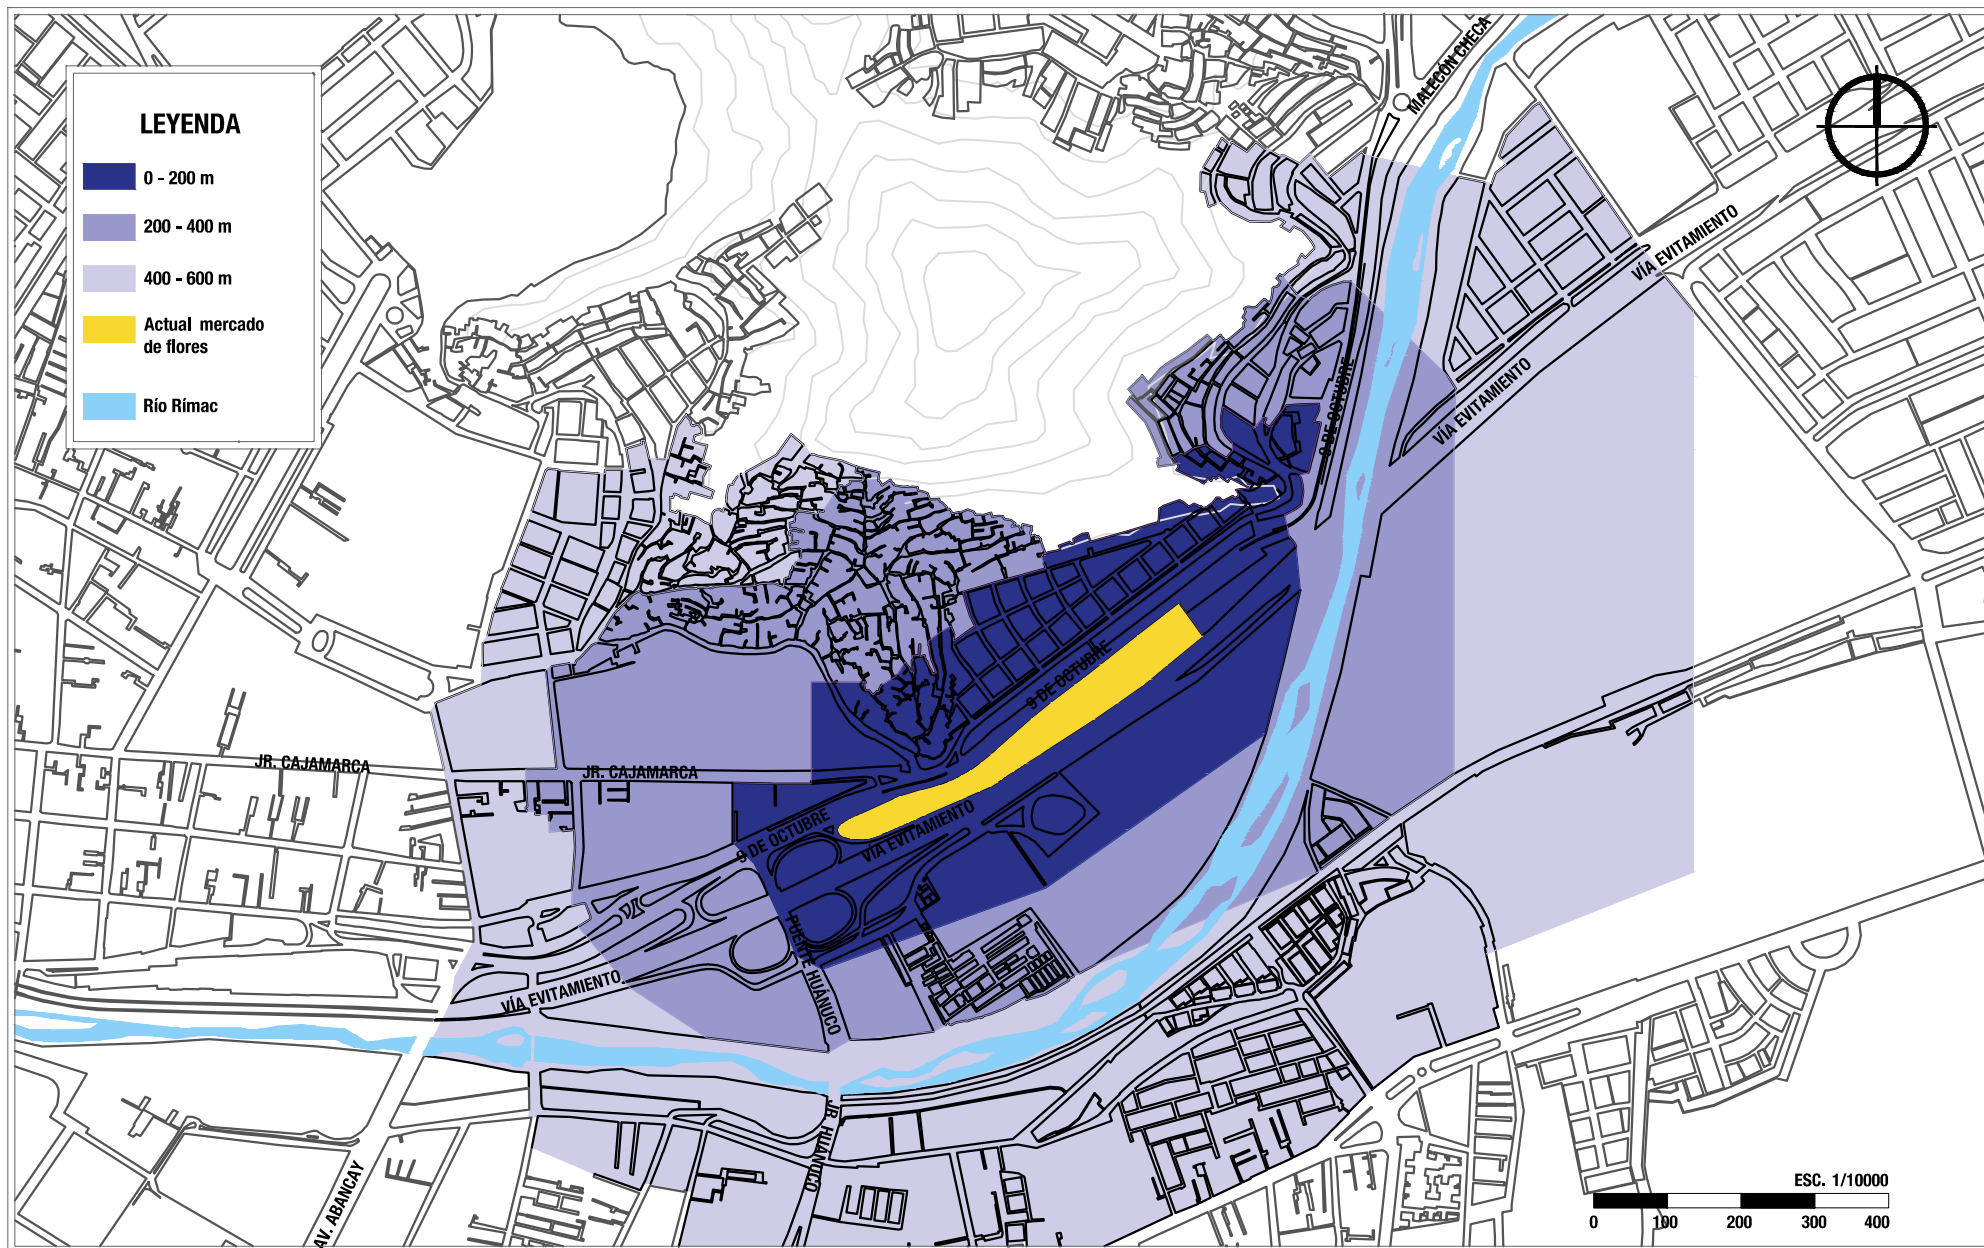 LEYENDA
0 - 200 m
200 - 400 m
400 - 600 m
Actual mercado
de flores
Río Rímac
MALECÓN CHECA
VÍA EVITAMIENTO
VÍA EVITAMIENTO
9 DE OCTUBRE
9 DE OCTUBRE
JR. CAJAMARCA
JR. CAJAMARCA
9 DE OCTUBRE
VÍA EVITAMIENTO
PUENTE HUÁNUCO
VÍA EVITAMIENTO
JR. HUÁNUCO
AV. ABANCAY
ESC. 1/10000
0 100 200 300 400